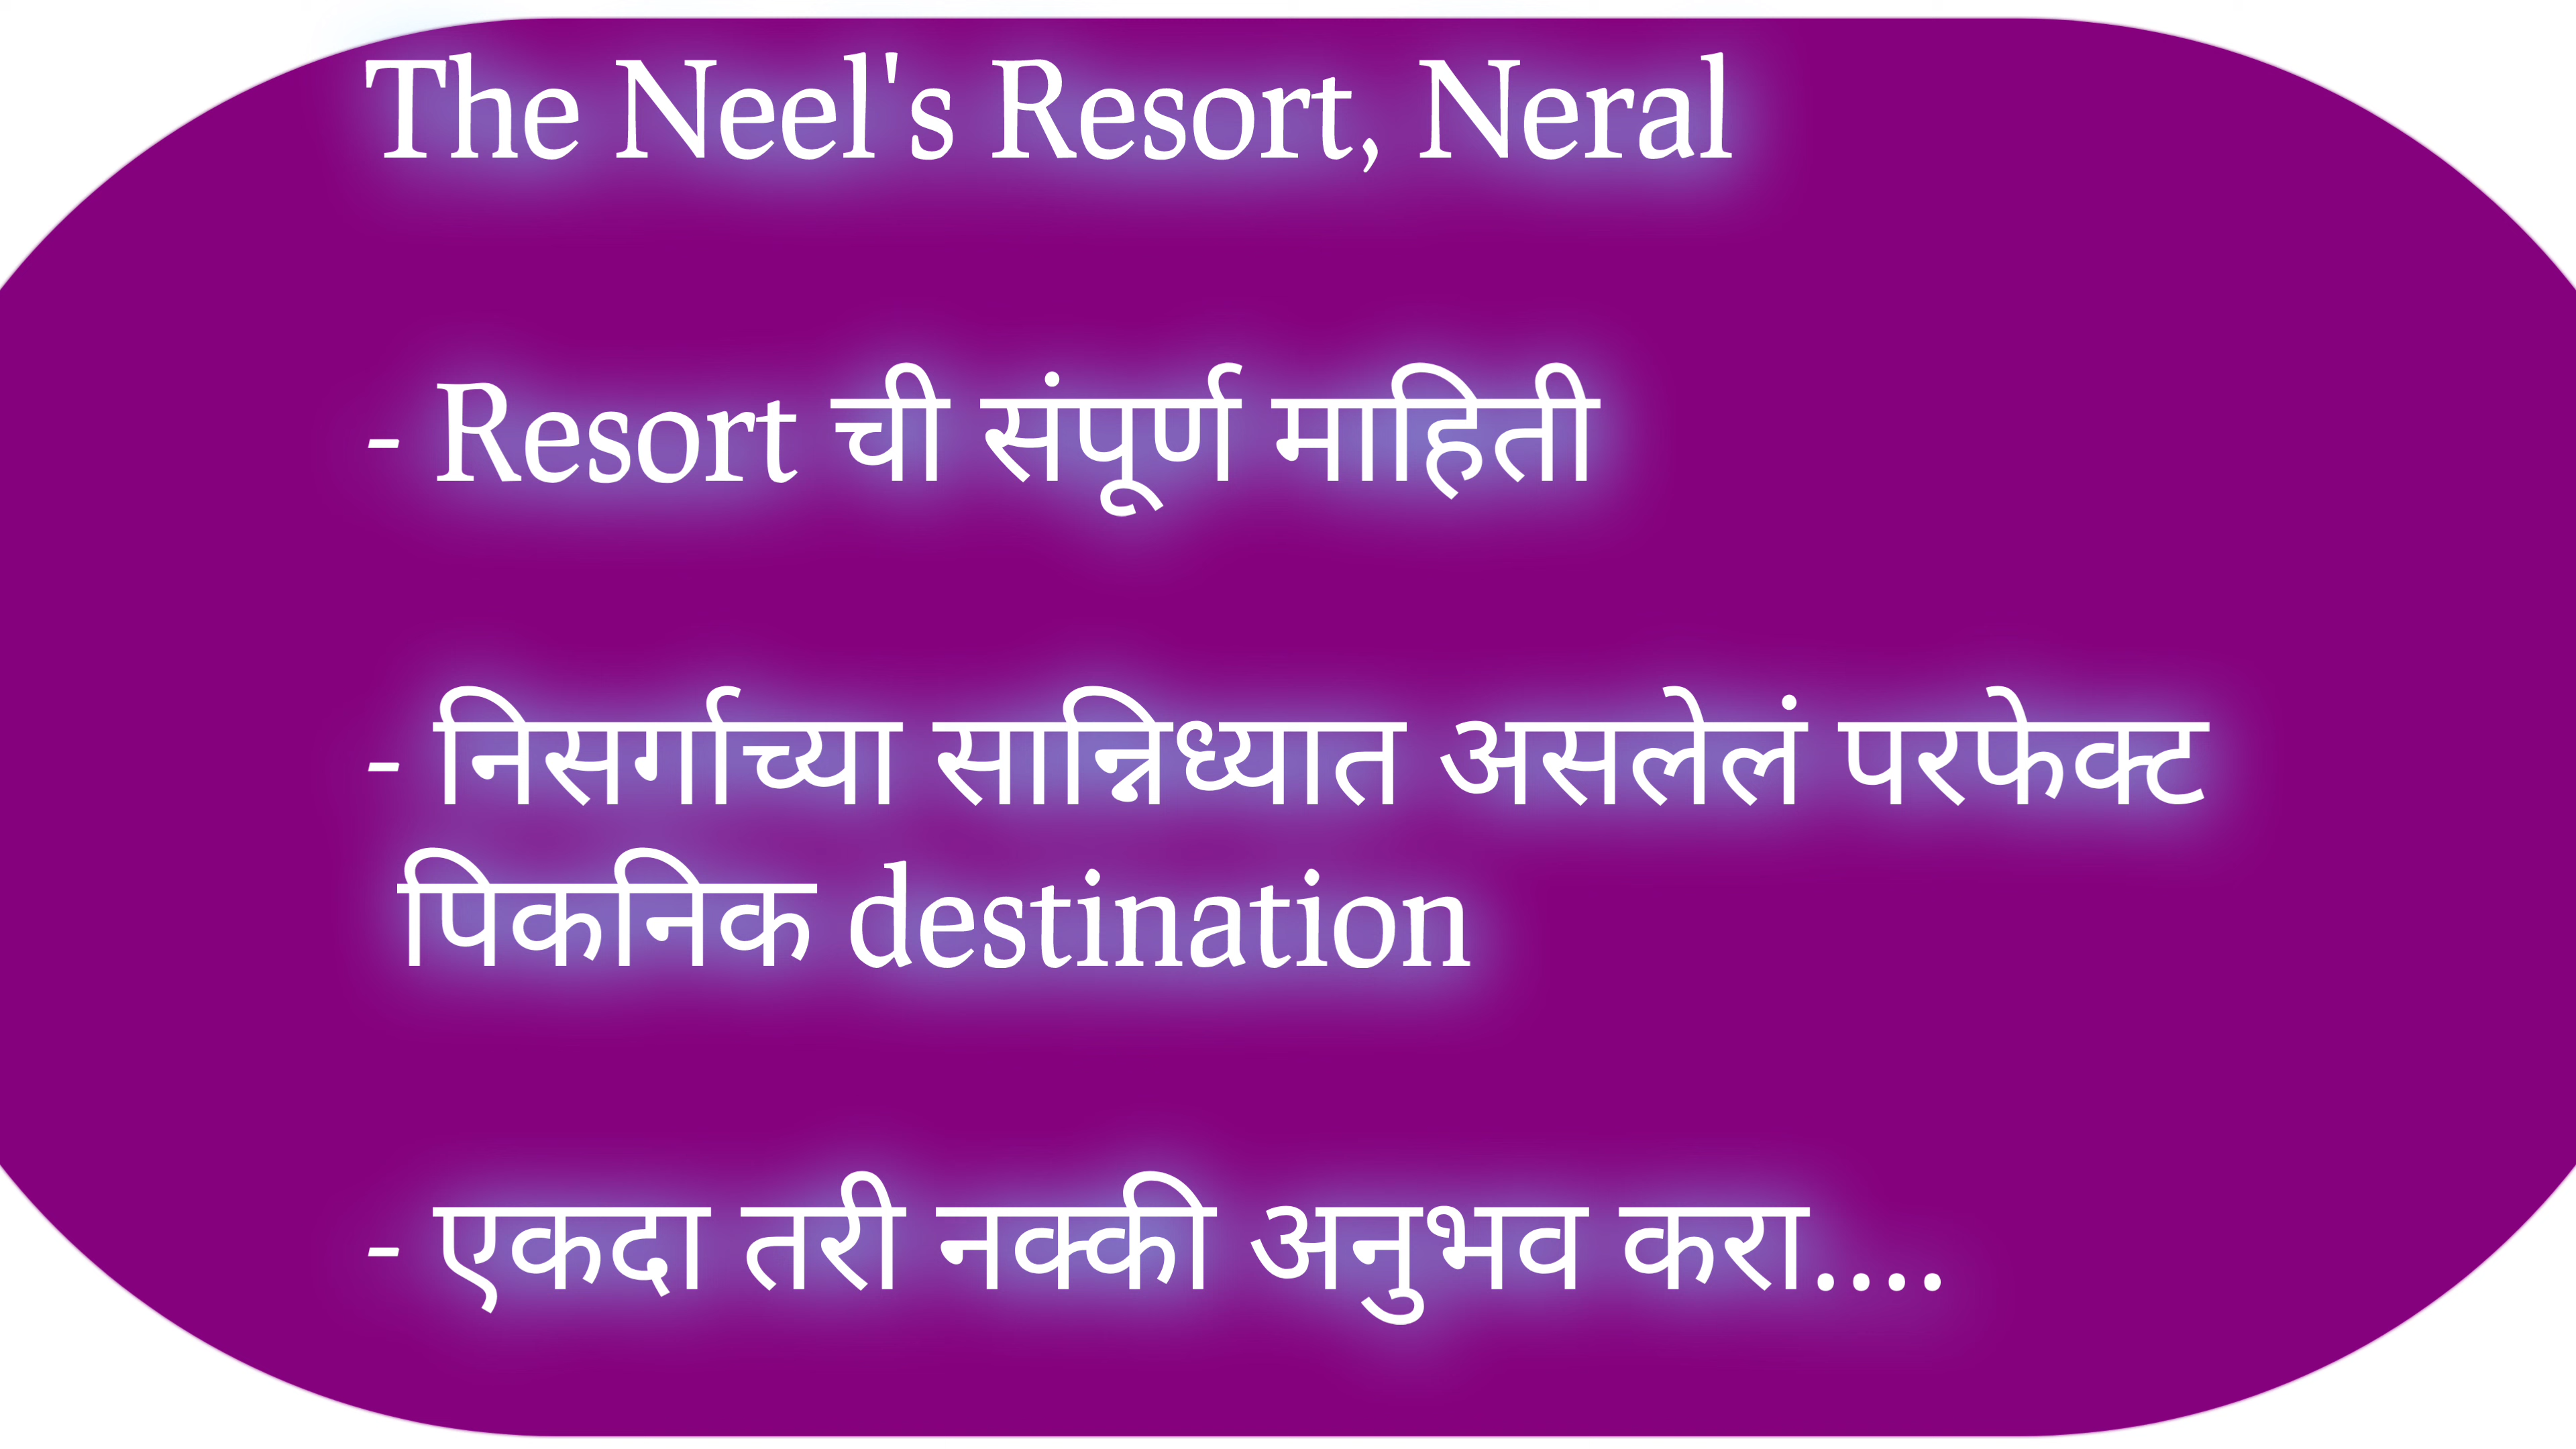 The Neel's Resort, Neral
- Resort ची संपूर्ण माहिती
- निसर्गाच्या सान्निध्यात असलेलं परफेक्ट
पिकनिक destination
- एकदा तरी नक्की अनुभव करा....